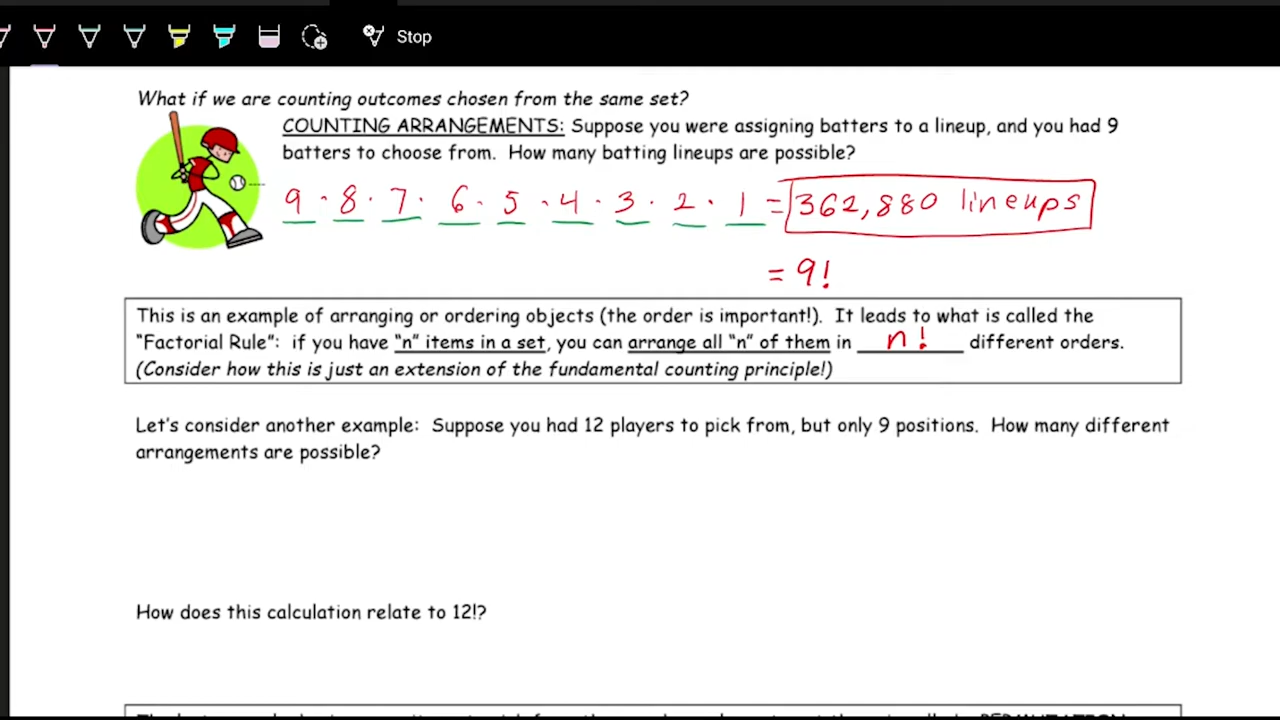 Stop
What if we are counting outcomes chosen from the same set?
COUNTING ARRANGEMENTS: Suppose you were assigning batters to a lineup, and you had 9
batters to choose from. How many batting lineups are possible?
9 · 8 · 7 · 6 · 5 · 4 · 3 · 2 · 1 = 362,880 lineups
= 9!
This is an example of arranging or ordering objects (the order is important!). It leads to what is called the
"Factorial Rule": if you have "n" items in a set, you can arrange all "n" of them in n! different orders.
(Consider how this is just an extension of the fundamental counting principle!)
Let's consider another example: Suppose you had 12 players to pick from, but only 9 positions. How many different
arrangements are possible?
How does this calculation relate to 12!?